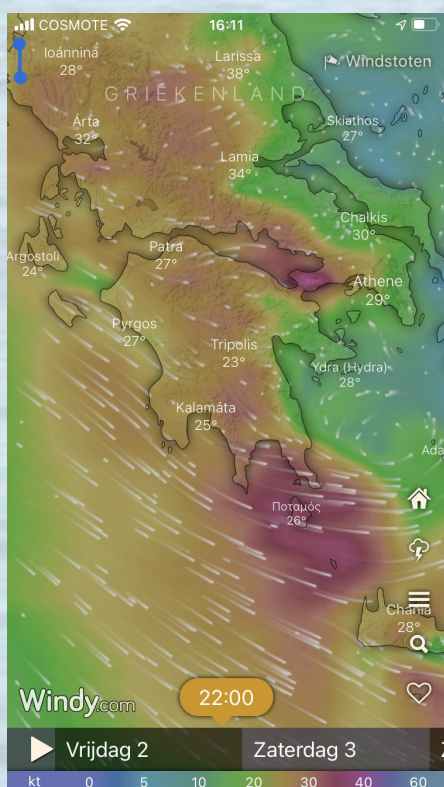 COSMOTE 16:11
Ioánnina
28°
Larissa
38°
Windstoten
GRIEKENLAND
Árta
32°
Skiathos
27°
Lamia
34°
Chalkis
30°
Argostoli
24°
Patra
27°
Athene
29°
Pyrgos
27°
Tripolis
23°
Ydra (Hydra)
28°
Kalamáta
25°
Ada
Ποταμός
26°
Chania
28°
Windy.com
22:00
Vrijdag 2 Zaterdag 3 Z
kt 0 5 10 20 30 40 60